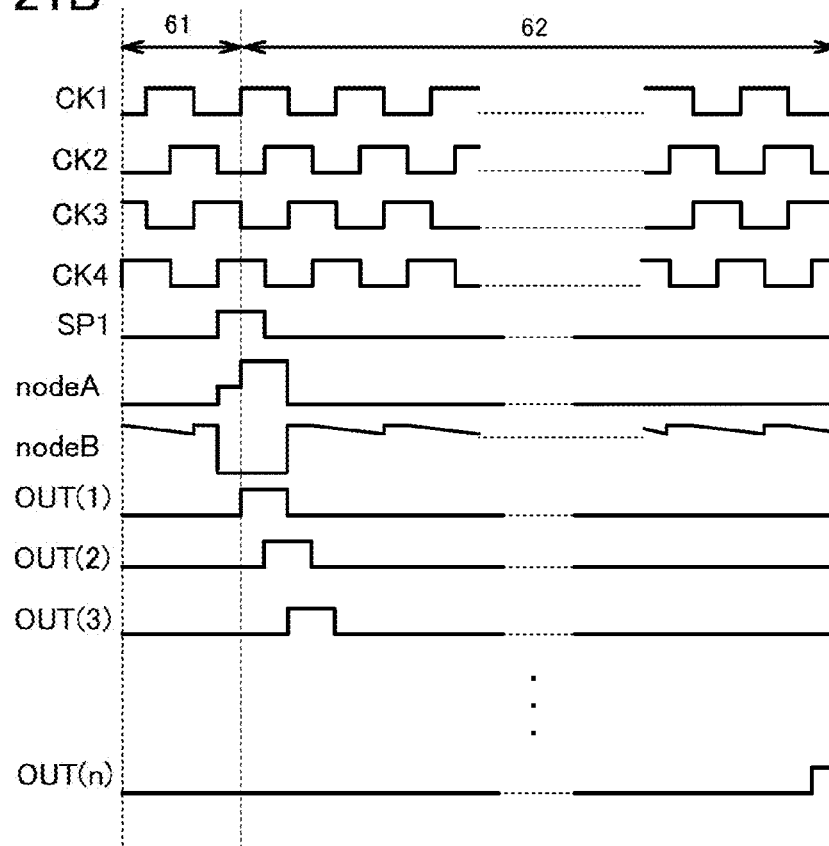 21B
61
62
CK1
CK2
CK3
CK4
SP1
nodeA
nodeB
OUT(1)
OUT(2)
OUT(3)
OUT(n)